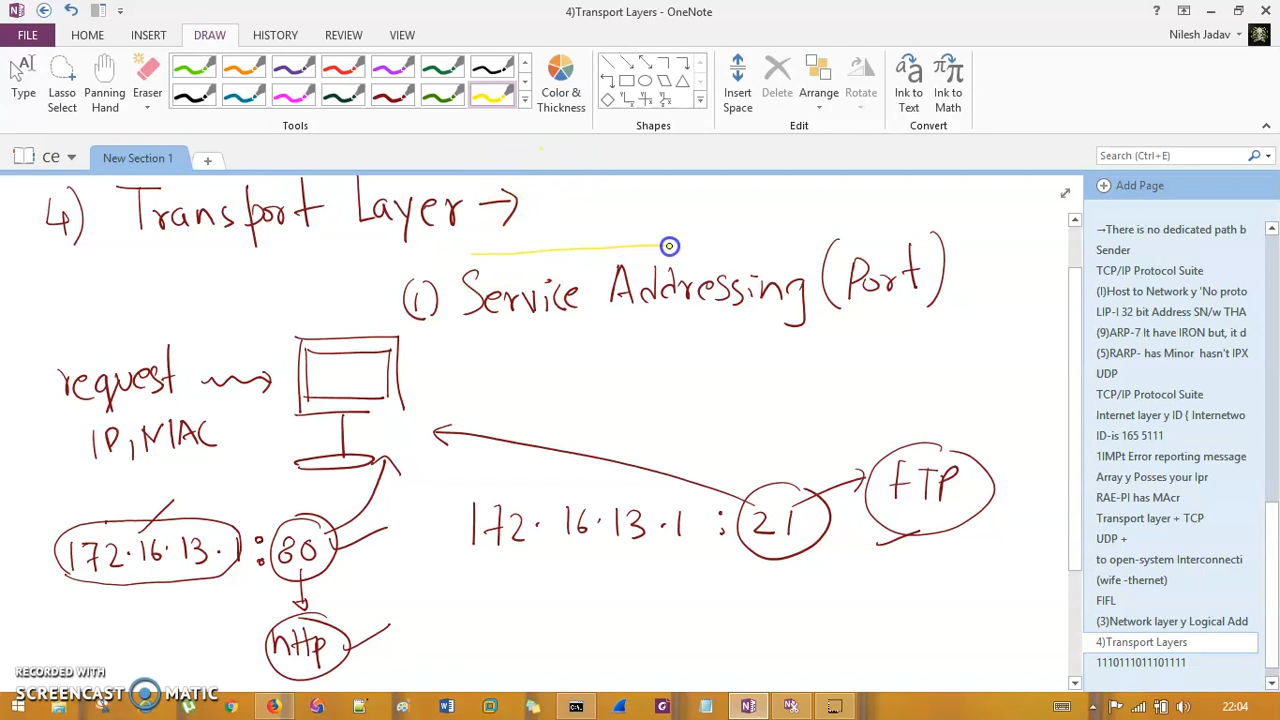 4)Transport Layers - OneNote
FILE HOME INSERT DRAW HISTORY REVIEW VIEW
Nilesh Jadav
Type
Lasso Select
Panning Hand
Eraser
Color & Thickness
Insert Space
Delete
Arrange
Rotate
Ink to Text
Ink to Math
Tools Shapes Edit Convert
ce New Section 1
Search (Ctrl+E)
4) Transport Layer →
(1) Service Addressing (Port)
request
IP, MAC
172.16.13.1 : 80
http
172.16.13.1 : 21
FTP
Add Page
→There is no dedicated path b
Sender
TCP/IP Protocol Suite
(I)Host to Network y 'No proto
LIP-I 32 bit Address SN/w THA
(9)ARP-7 It have IRON but, it d
(5)RARP- has Minor hasn't IPX
UDP
TCP/IP Protocol Suite
Internet layer y ID { Internetwo
ID-is 165 5111
1IMPt Error reporting message
Array y Posses your Ipr
RAE-PI has MAcr
Transport layer + TCP
UDP +
to open-system Interconnecti
(wife -thernet)
FIFL
(3)Network layer y Logical Add
4)Transport Layers
1110111011101111
RECORDED WITH
SCREENCAST MATIC
22:04